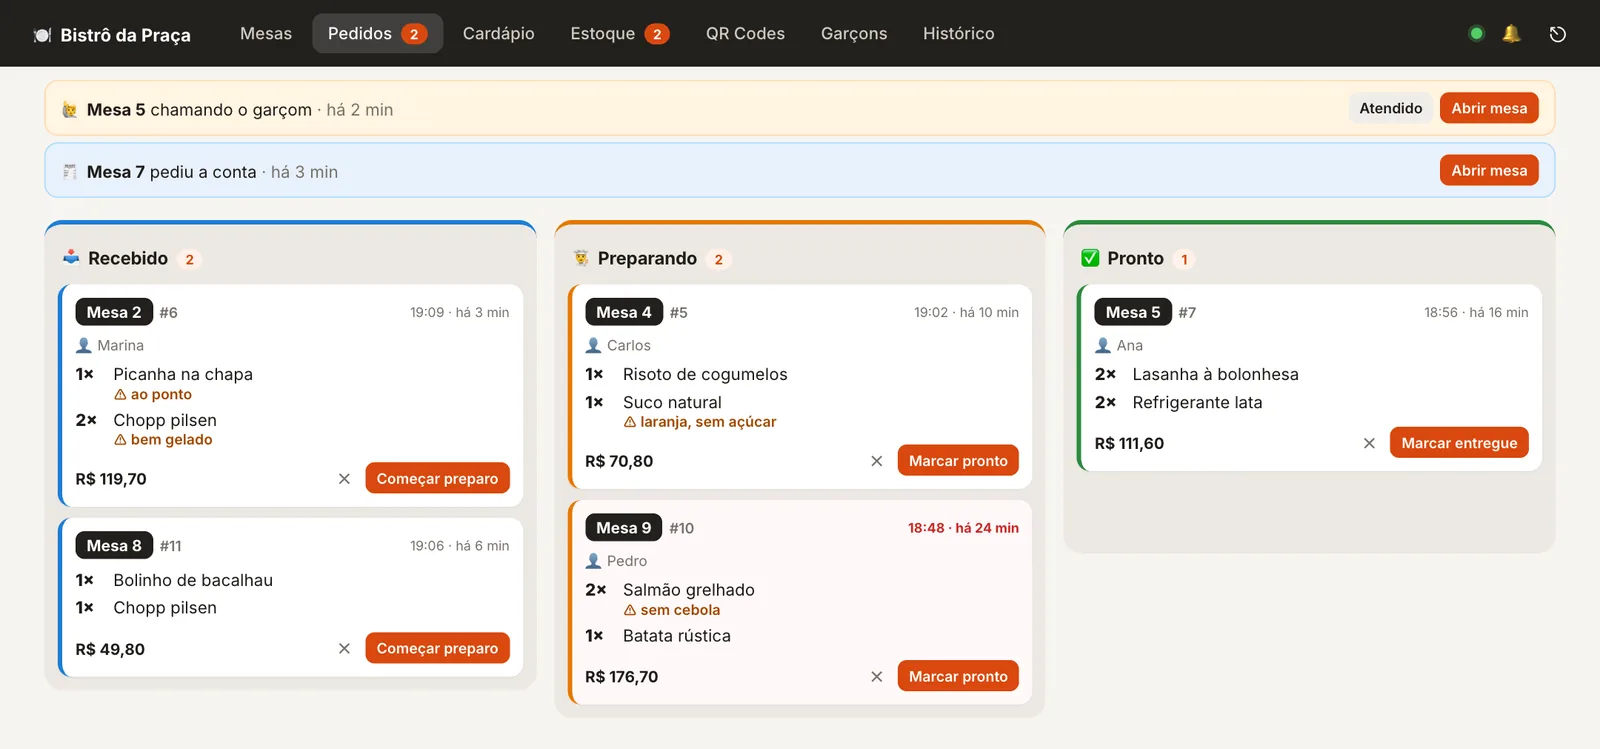 Bistrô da Praça
Mesas
Pedidos 2
Cardápio
Estoque 2
QR Codes
Garçons
Histórico
Mesa 5 chamando o garçom · há 2 min
Atendido
Abrir mesa
Mesa 7 pediu a conta · há 3 min
Abrir mesa
Recebido 2
Mesa 2 #6
19:09 · há 3 min
Marina
1× Picanha na chapa
⚠ ao ponto
2× Chopp pilsen
⚠ bem gelado
R$ 119,70
× Começar preparo
Mesa 8 #11
19:06 · há 6 min
1× Bolinho de bacalhau
1× Chopp pilsen
R$ 49,80
× Começar preparo
Preparando 2
Mesa 4 #5
19:02 · há 10 min
Carlos
1× Risoto de cogumelos
1× Suco natural
⚠ laranja, sem açúcar
R$ 70,80
× Marcar pronto
Mesa 9 #10
18:48 · há 24 min
Pedro
2× Salmão grelhado
⚠ sem cebola
1× Batata rústica
R$ 176,70
× Marcar pronto
Pronto 1
Mesa 5 #7
18:56 · há 16 min
Ana
2× Lasanha à bolonhesa
2× Refrigerante lata
R$ 111,60
× Marcar entregue